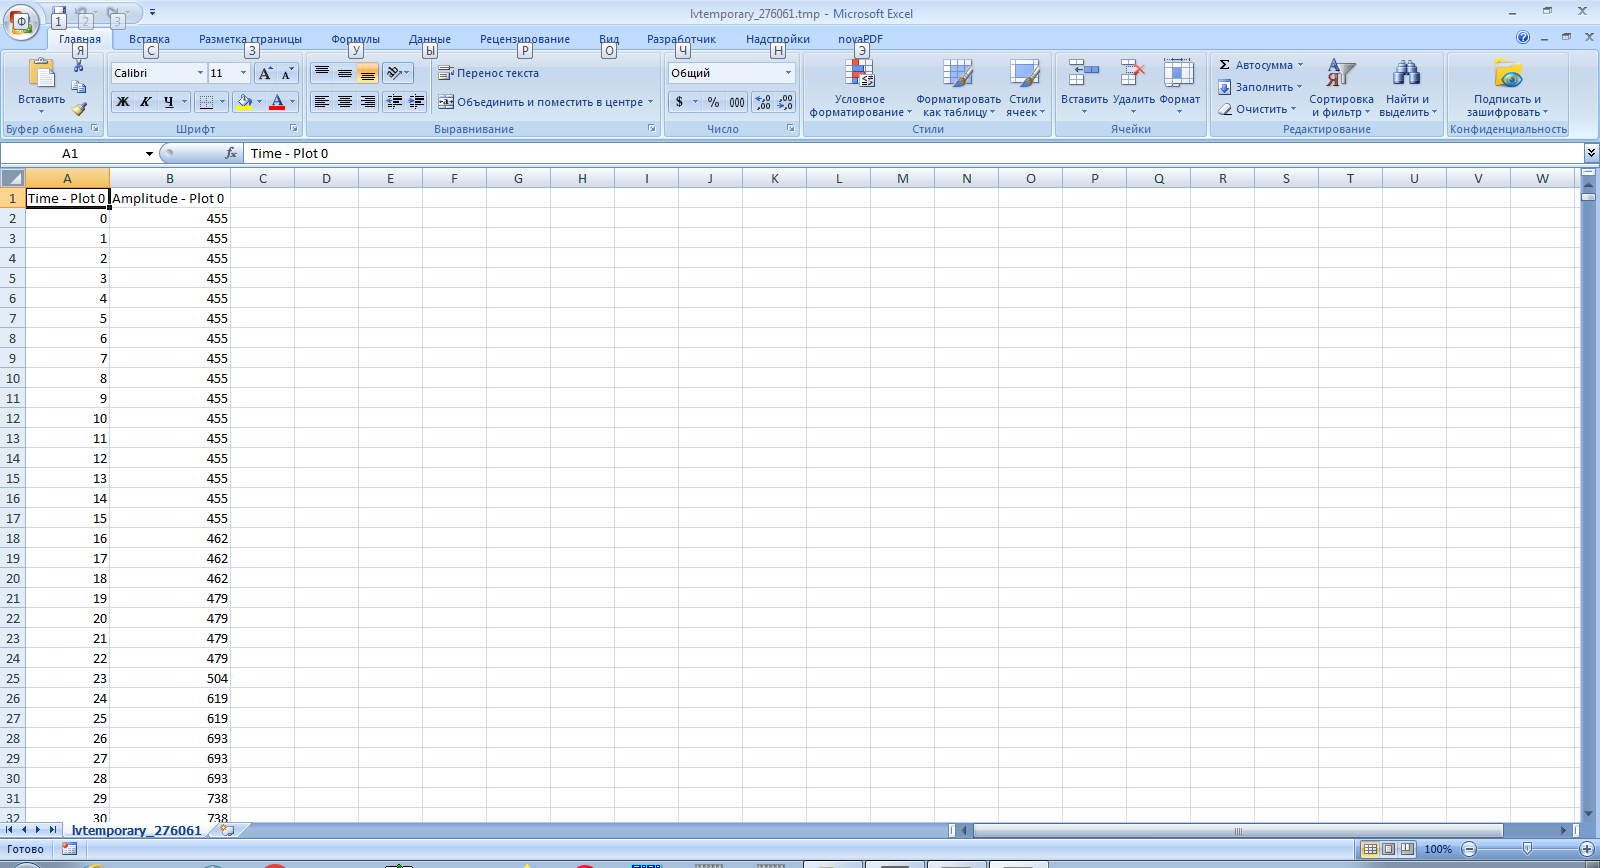 lvtemporary_276061.tmp - Microsoft Excel
Ф 1 2 3
Главная Вставка Разметка страницы Формулы Данные Рецензирование Вид Разработчик Надстройки novaPDF
Я С З У Ы Р О Ч Н Э
Calibri 11 Перенос текста Общий Автосумма
Заполнить
Вставить Ж К Ч Объединить и поместить в центре $ % 000 Условное форматирование Форматировать как таблицу Стили ячеек Вставить Удалить Формат Очистить Сортировка и фильтр Найти и выделить Подписать и зашифровать
Буфер обмена Шрифт Выравнивание Число Стили Ячейки Редактирование Конфиденциальность
A1 fx Time - Plot 0
A B C D E F G H I J K L M N O P Q R S T U V W
1 Time - Plot 0 Amplitude - Plot 0
2 0 455
3 1 455
4 2 455
5 3 455
6 4 455
7 5 455
8 6 455
9 7 455
10 8 455
11 9 455
12 10 455
13 11 455
14 12 455
15 13 455
16 14 455
17 15 455
18 16 462
19 17 462
20 18 462
21 19 479
22 20 479
23 21 479
24 22 479
25 23 504
26 24 619
27 25 619
28 26 693
29 27 693
30 28 693
31 29 738
32 30 738
lvtemporary_276061
Готово 100%